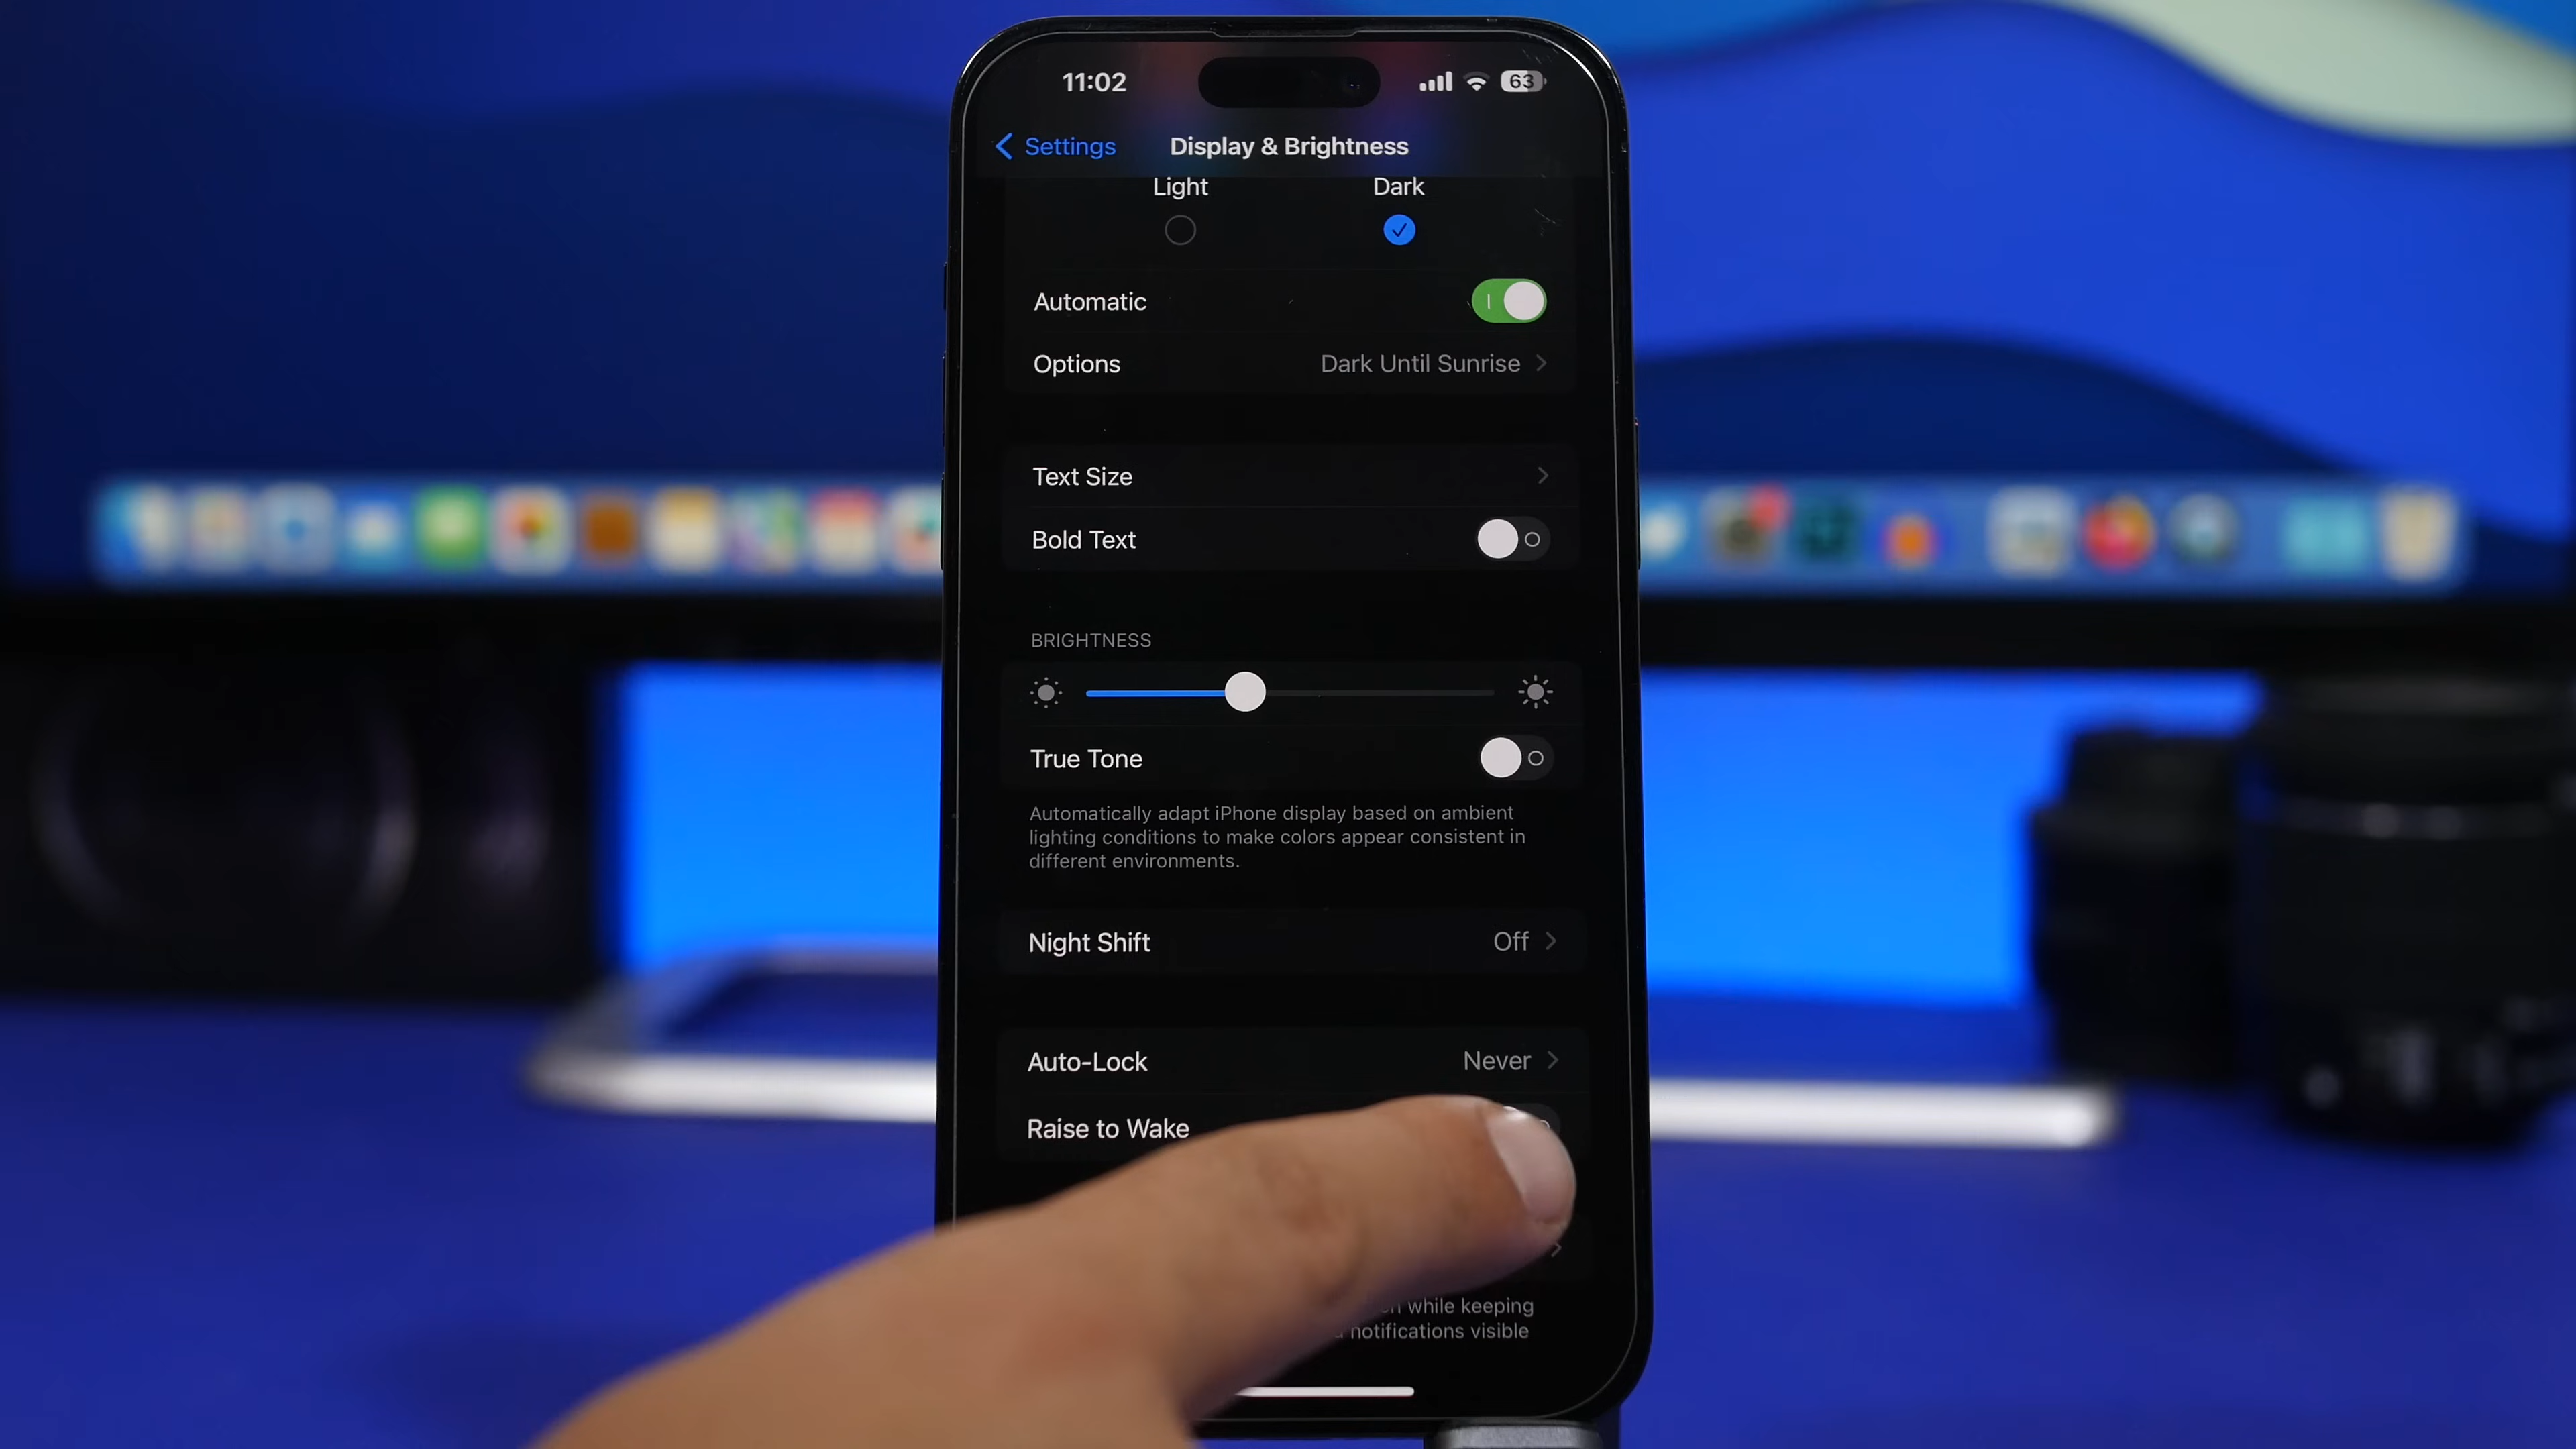 11:02
63
Settings
Display & Brightness
Light
Dark
Automatic
Options
Dark Until Sunrise
Text Size
Bold Text
BRIGHTNESS
True Tone
Automatically adapt iPhone display based on ambient
lighting conditions to make colors appear consistent in
different environments.
Night Shift
Off
Auto-Lock
Never
Raise to Wake
while keeping
notifications visible